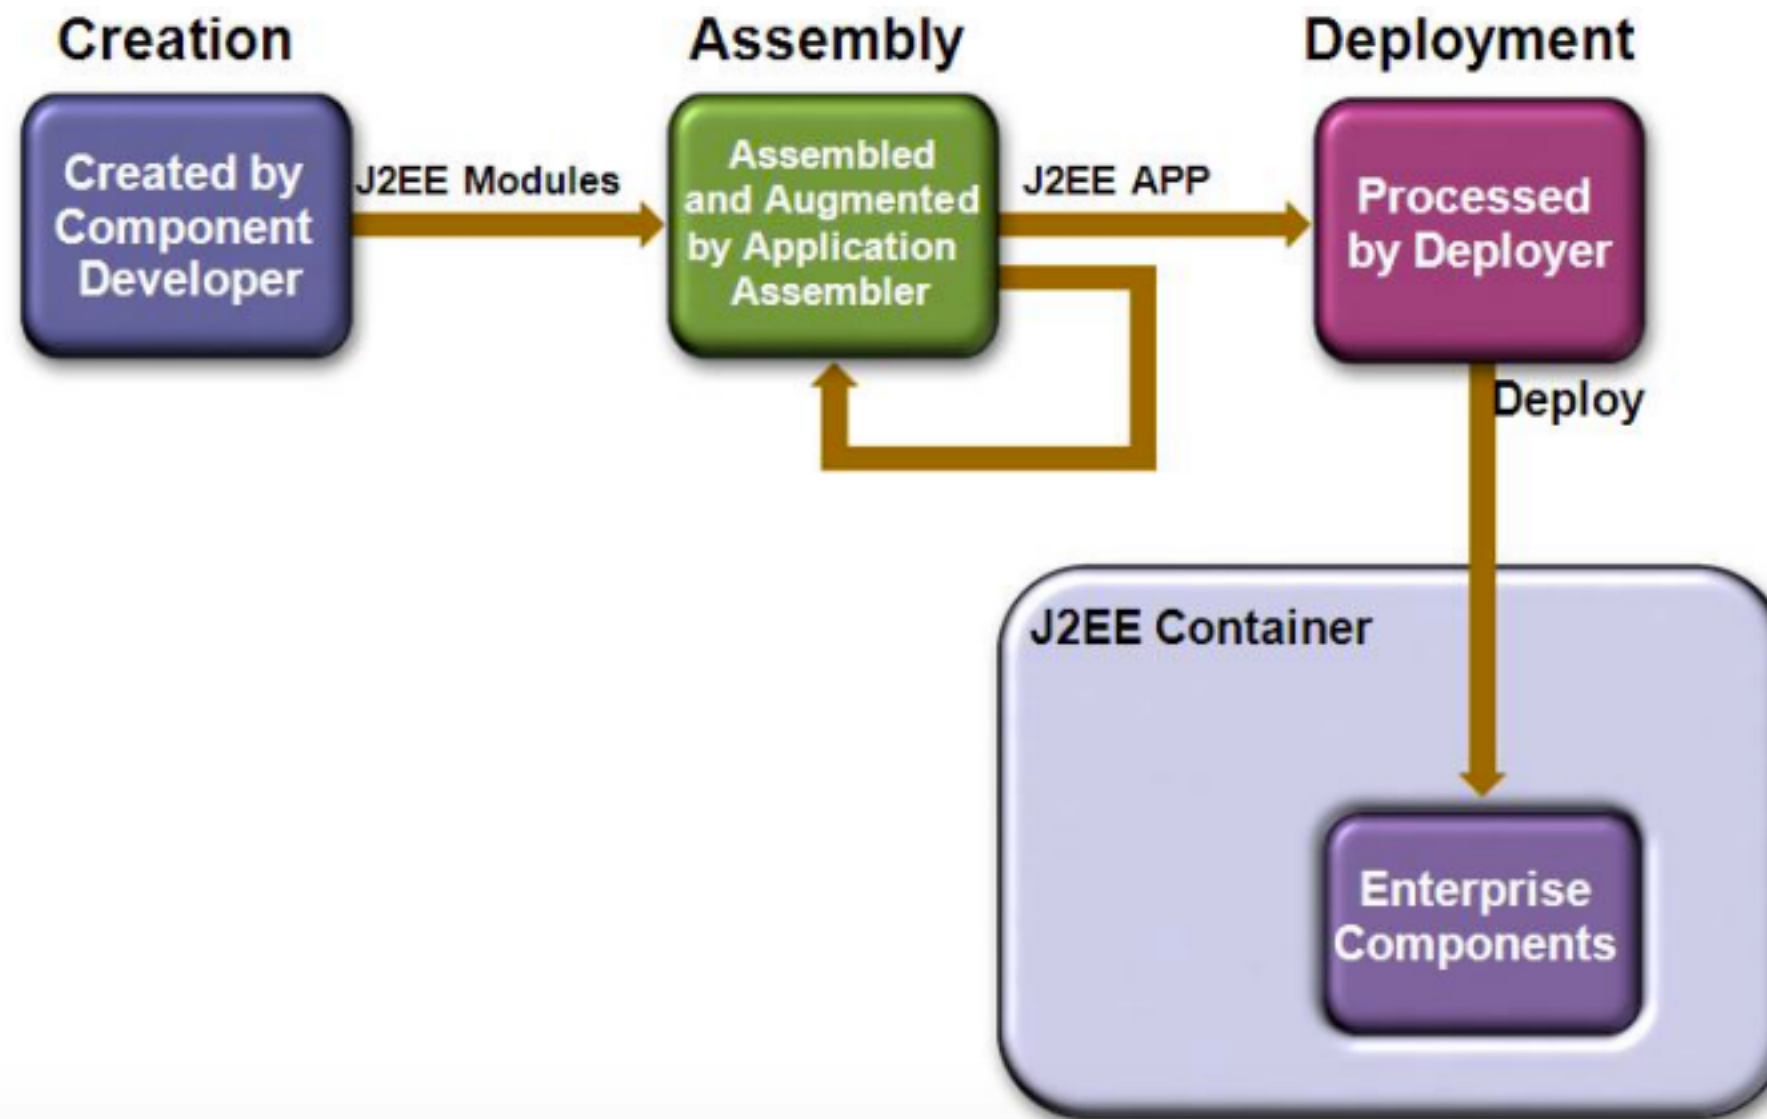 Creation
Assembly
Deployment
Created by
Component
Developer
J2EE Modules
Assembled
and Augmented
by Application
Assembler
J2EE APP
Processed
by Deployer
Deploy
J2EE Container
Enterprise
Components